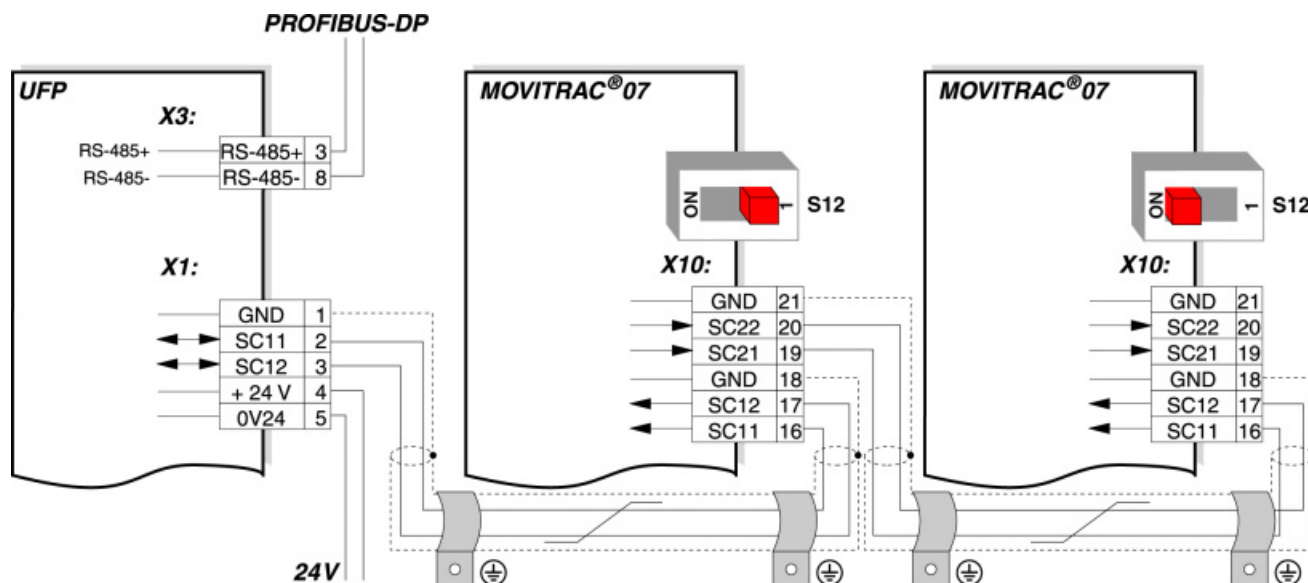 PROFIBUS-DP
UFP
X3:
RS-485+ RS-485+ 3
RS-485- RS-485- 8
X1:
GND 1
SC11 2
SC12 3
+ 24 V 4
0V24 5
24V
MOVITRAC®07
ON 1 S12
X10:
GND 21
SC22 20
SC21 19
GND 18
SC12 17
SC11 16
MOVITRAC®07
ON 1 S12
X10:
GND 21
SC22 20
SC21 19
GND 18
SC12 17
SC11 16